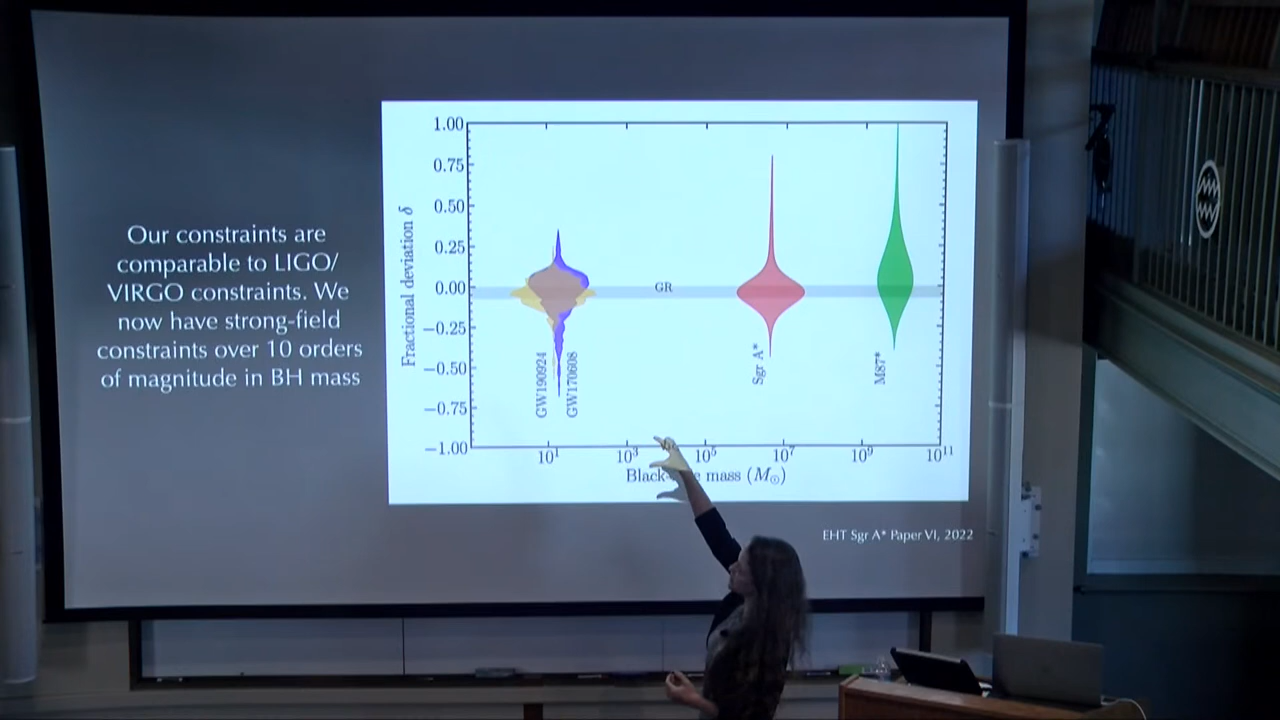 Our constraints are
comparable to LIGO/
VIRGO constraints. We
now have strong-field
constraints over 10 orders
of magnitude in BH mass
Fractional deviation δ
1.00
0.75
0.50
0.25
0.00
−0.25
−0.50
−0.75
−1.00
GR
GW190924
GW170608
Sgr A*
M87*
10¹
10³
10⁵
10⁷
10⁹
10¹¹
mass (M⊙)
EHT Sgr A* Paper VI, 2022